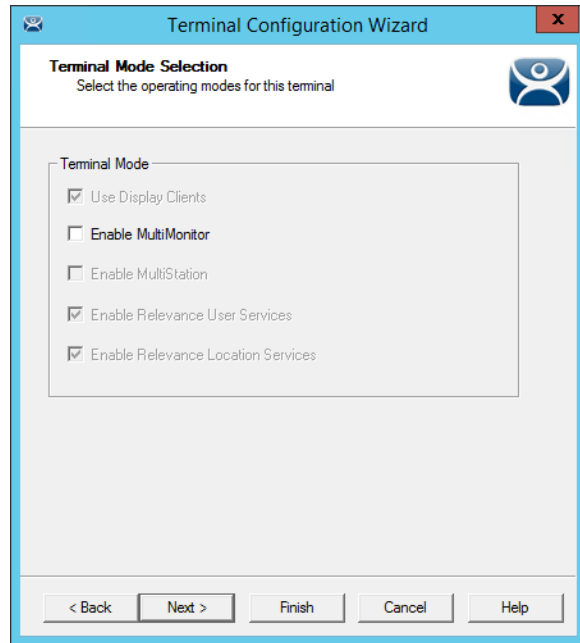 Terminal Configuration Wizard
x
Terminal Mode Selection
Select the operating modes for this terminal
Terminal Mode
Use Display Clients
Enable MultiMonitor
Enable MultiStation
Enable Relevance User Services
Enable Relevance Location Services
< Back Next > Finish Cancel Help